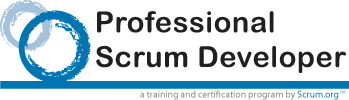 Professional
Scrum Developer
a training and certification program by Scrum.org™